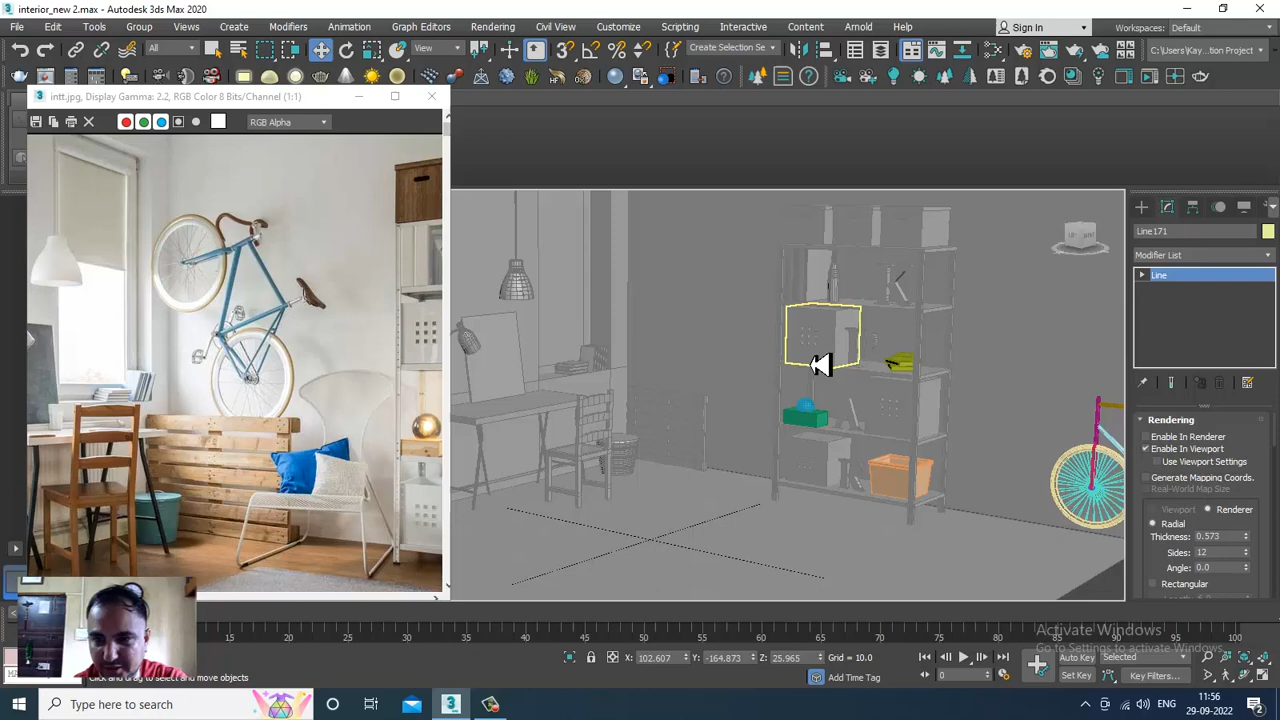 interior_new 2.max - Autodesk 3ds Max 2020
File Edit Tools Group Views Create Modifiers Animation Graph Editors Rendering Civil View Customize Scripting Interactive Content Arnold Help
Sign In
Workspaces: Default
All
View
Create Selection Se
C:\Users\Kay...tion Project
intt.jpg, Display Gamma: 2.2, RGB Color 8 Bits/Channel (1:1)
RGB Alpha
Line171
Modifier List
Line
Rendering
Enable In Renderer
Enable In Viewport
Use Viewport Settings
Generate Mapping Coords.
Real-World Map Size
Viewport Renderer
Radial
Thickness: 0.573
Sides: 12
Angle: 0.0
Rectangular
15 20 25 30 35 40 45 50 55 60 65 70 75 80 85 90 95 100
Activate Windows
Go to Settings to activate Windows.
X: 102.607 Y: -164.873 Z: 25.965 Grid = 10.0
Auto Key Selected
Click and drag to select and move objects
Add Time Tag
0
Set Key Key Filters...
Type here to search
ENG
11:56
29-09-2022
2